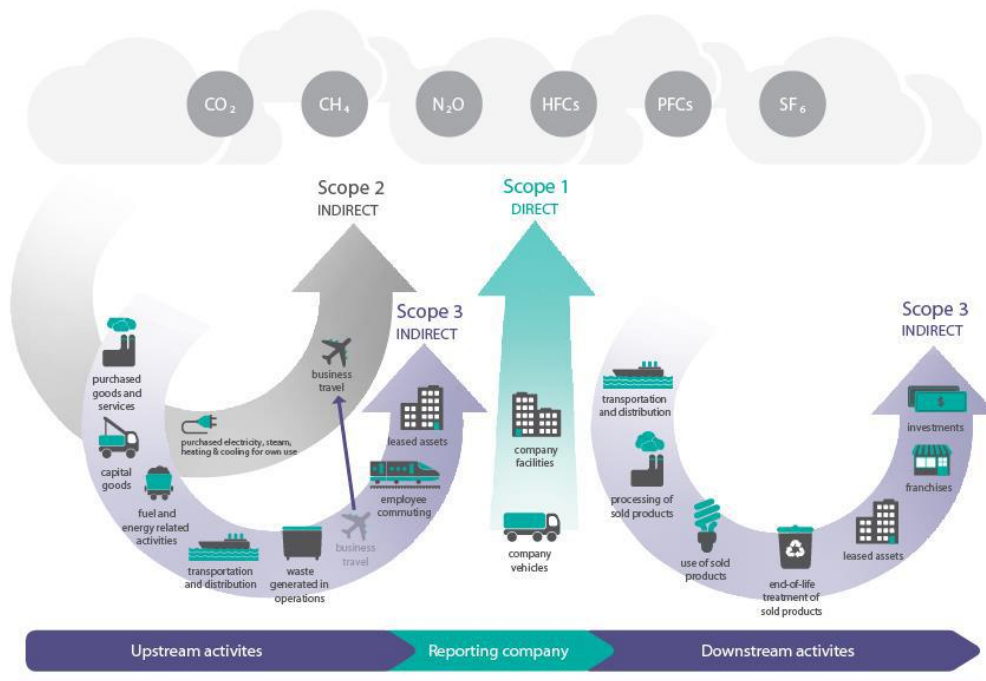 CO₂
CH₄
N₂O
HFCs
PFCs
SF₆
Scope 2
INDIRECT
Scope 1
DIRECT
Scope 3
INDIRECT
Scope 3
INDIRECT
purchased
goods and
services
capital
goods
fuel and
energy related
activities
purchased electricity, steam,
heating & cooling for own use
business
travel
transportation
and distribution
waste
generated in
operations
business
travel
employee
commuting
leased assets
company
facilities
company
vehicles
transportation
and distribution
processing of
sold products
use of sold
products
end-of-life
treatment of
sold products
leased assets
franchises
$
investments
Upstream activites
Reporting company
Downstream activites